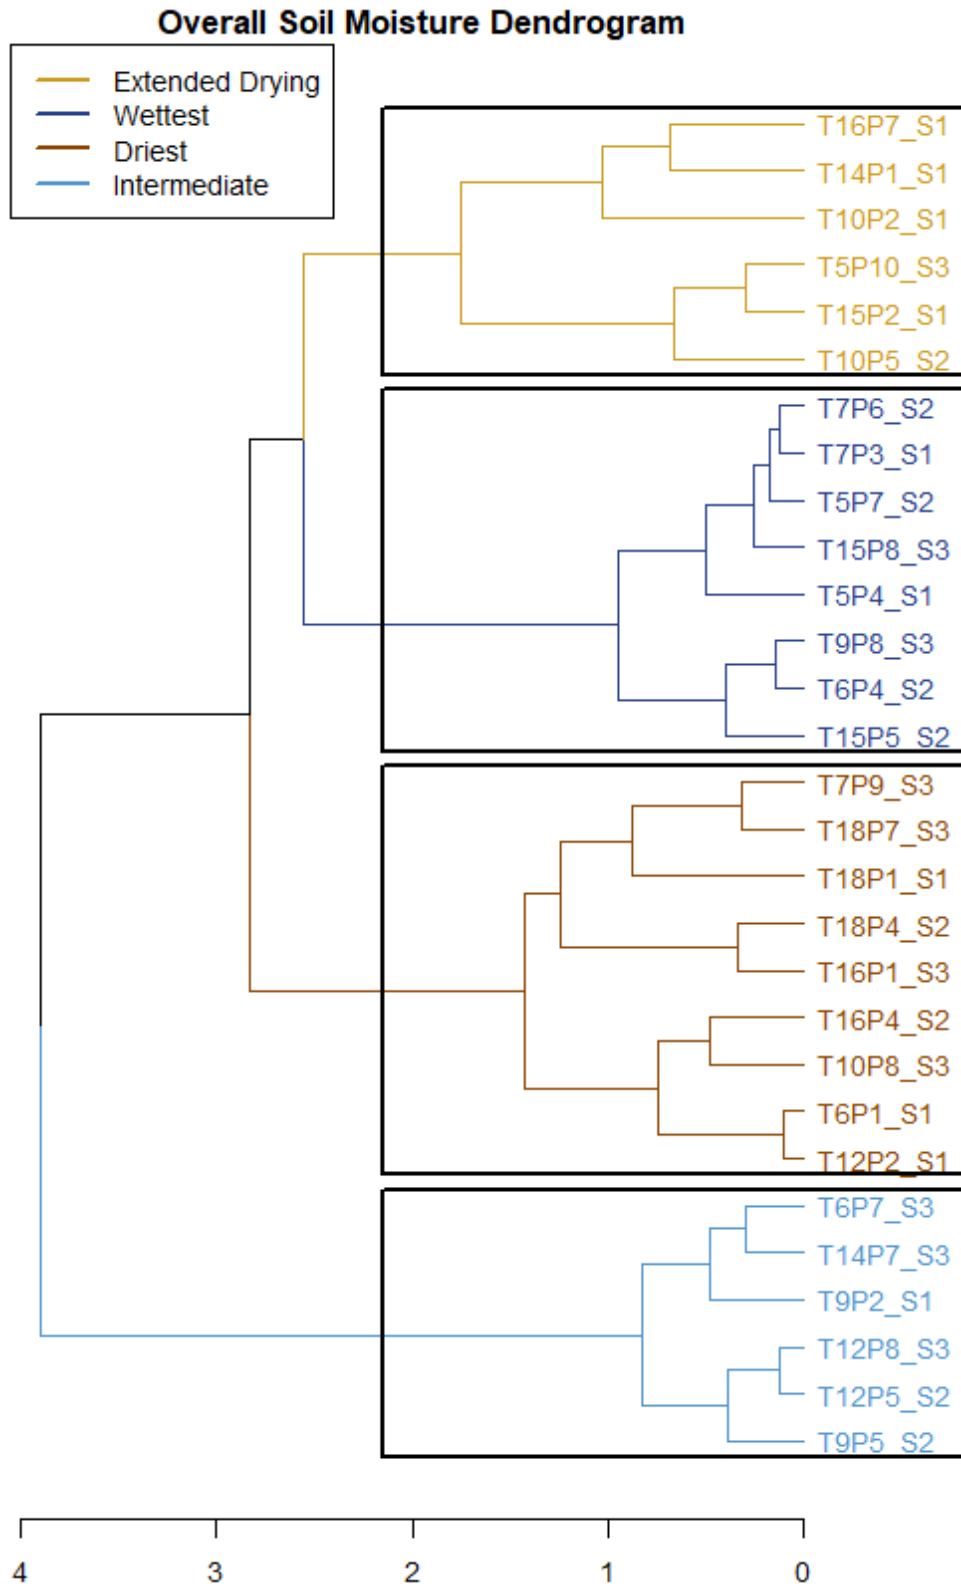 Overall Soil Moisture Dendrogram
Extended Drying
Wettest
Driest
Intermediate
T16P7_S1
T14P1_S1
T10P2_S1
T5P10_S3
T15P2_S1
T10P5_S2
T7P6_S2
T7P3_S1
T5P7_S2
T15P8_S3
T5P4_S1
T9P8_S3
T6P4_S2
T15P5_S2
T7P9_S3
T18P7_S3
T18P1_S1
T18P4_S2
T16P1_S3
T16P4_S2
T10P8_S3
T6P1_S1
T12P2_S1
T6P7_S3
T14P7_S3
T9P2_S1
T12P8_S3
T12P5_S2
T9P5_S2
4 3 2 1 0